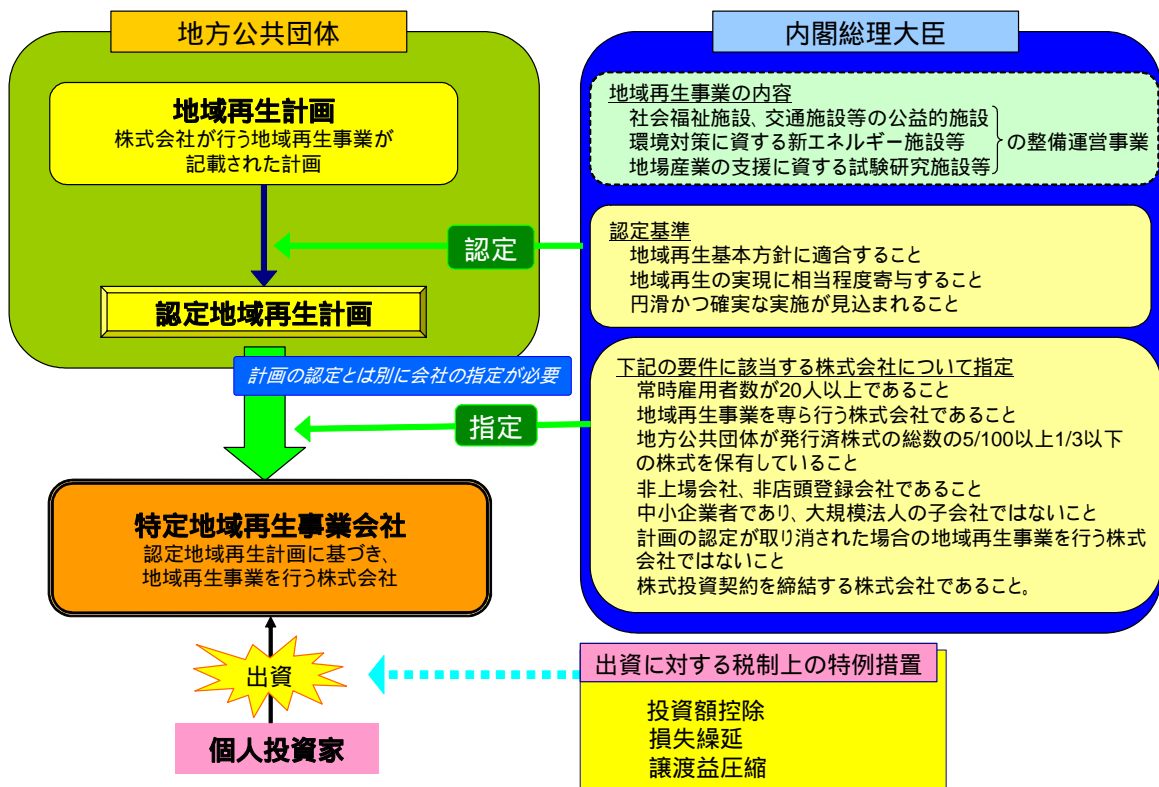 地方公共団体
地域再生計画
株式会社が行う地域再生事業が
記載された計画
認定
認定地域再生計画
計画の認定とは別に会社の指定が必要
指定
特定地域再生事業会社
認定地域再生計画に基づき、
地域再生事業を行う株式会社
出資
個人投資家
内閣総理大臣
地域再生事業の内容
社会福祉施設、交通施設等の公益的施設
環境対策に資する新エネルギー施設等
地場産業の支援に資する試験研究施設等
の整備運営事業
認定基準
地域再生基本方針に適合すること
地域再生の実現に相当程度寄与すること
円滑かつ確実な実施が見込まれること
下記の要件に該当する株式会社について指定
常時雇用者数が20人以上であること
地域再生事業を専ら行う株式会社であること
地方公共団体が発行済株式の総数の5/100以上1/3以下
の株式を保有していること
非上場会社、非店頭登録会社であること
中小企業者であり、大規模法人の子会社ではないこと
計画の認定が取り消された場合の地域再生事業を行う株式
会社ではないこと
株式投資契約を締結する株式会社であること。
出資に対する税制上の特例措置
投資額控除
損失繰延
譲渡益圧縮